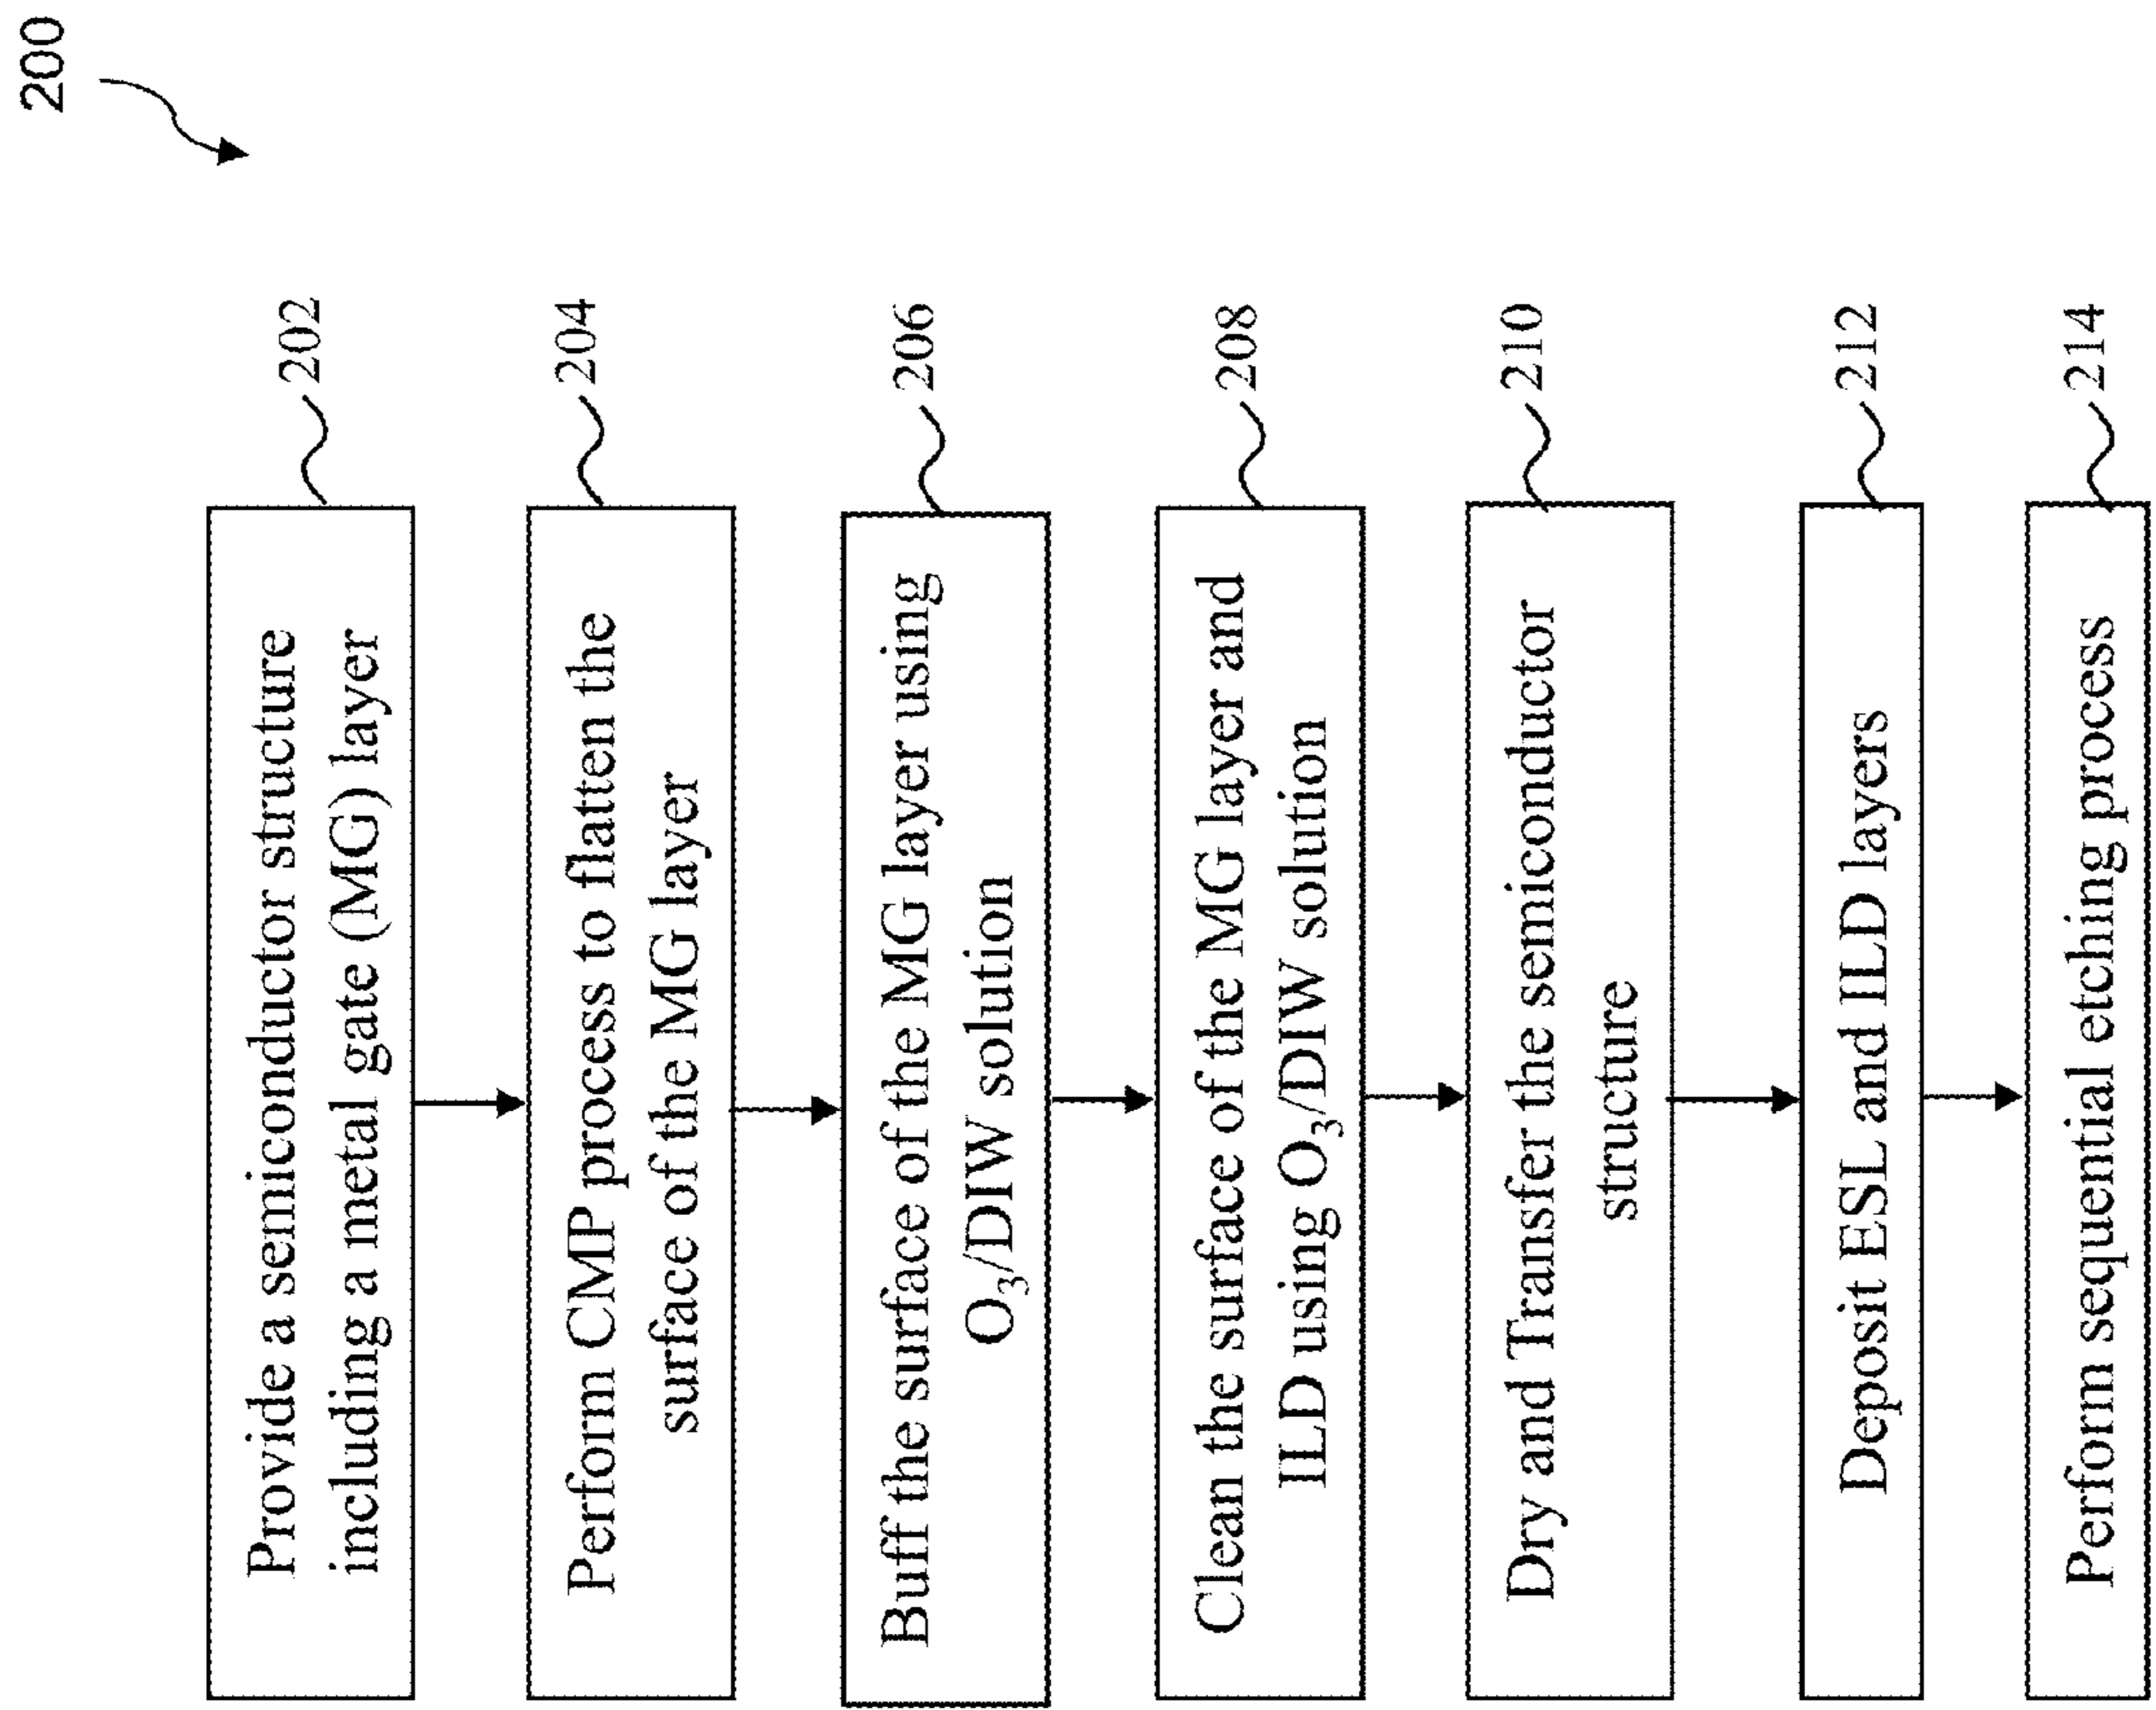 200
Provide a semiconductor structure
including a metal gate (MG) layer
202
Perform CMP process to flatten the
surface of the MG layer
204
Buff the surface of the MG layer using
O₃/DIW solution
206
Clean the surface of the MG layer and
ILD using O₃/DIW solution
208
Dry and Transfer the semiconductor
structure
210
Deposit ESL and ILD layers
212
Perform sequential etching process
214